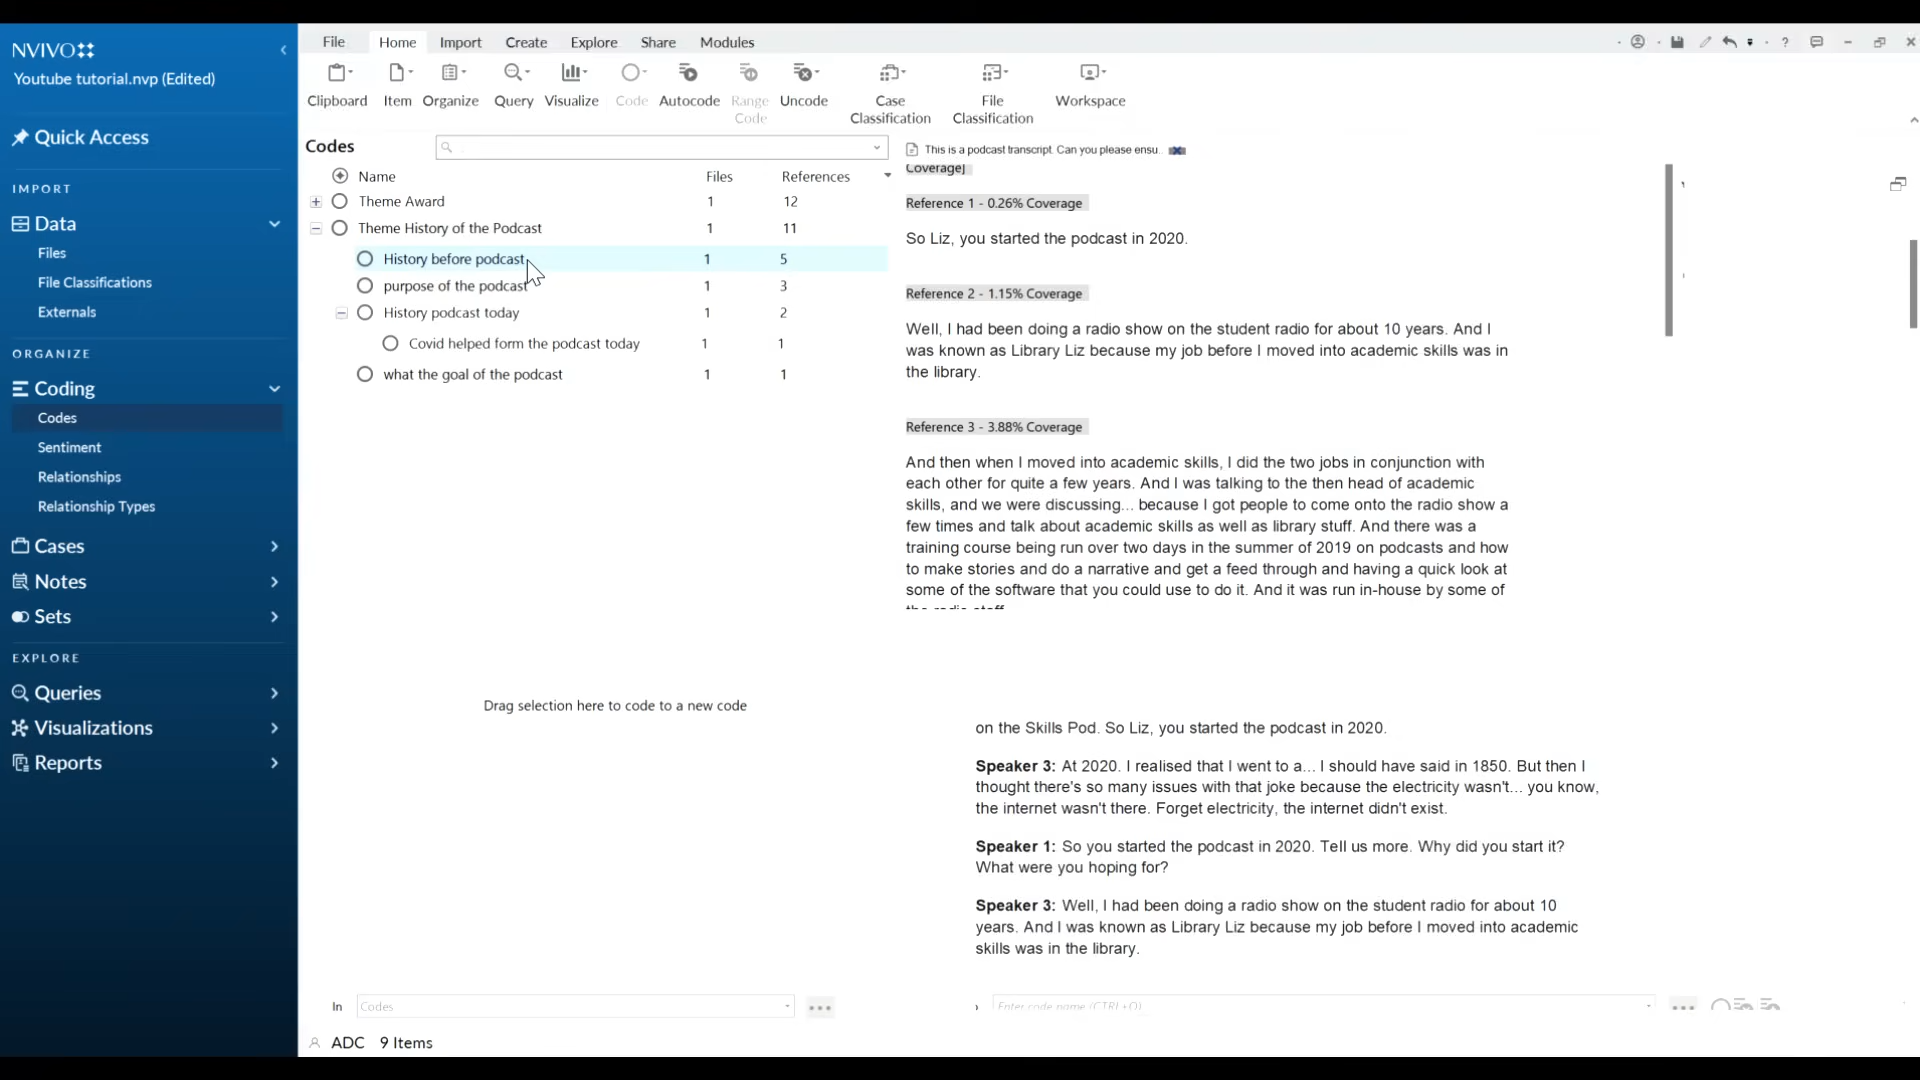 NVIVO
Youtube tutorial.nvp (Edited)
Quick Access
IMPORT
Data
Files
File Classifications
Externals
ORGANIZE
Coding
Codes
Sentiment
Relationships
Relationship Types
Cases
Notes
Sets
EXPLORE
Queries
Visualizations
Reports
File Home Import Create Explore Share Modules
Clipboard Item Organize Query Visualize Code Autocode Range Code Uncode Case Classification File Classification Workspace
Codes
Name Files References
Theme Award 1 12
Theme History of the Podcast 1 11
History before podcast 1 5
purpose of the podcast 1 3
History podcast today 1 2
Covid helped form the podcast today 1 1
what the goal of the podcast 1 1
Drag selection here to code to a new code
In Codes
ADC 9 Items
This is a podcast transcript. Can you please ensu..
Coverage]
Reference 1 - 0.26% Coverage
So Liz, you started the podcast in 2020.
Reference 2 - 1.15% Coverage
Well, I had been doing a radio show on the student radio for about 10 years. And I
was known as Library Liz because my job before I moved into academic skills was in
the library.
Reference 3 - 3.88% Coverage
And then when I moved into academic skills, I did the two jobs in conjunction with
each other for quite a few years. And I was talking to the then head of academic
skills, and we were discussing... because I got people to come onto the radio show a
few times and talk about academic skills as well as library stuff. And there was a
training course being run over two days in the summer of 2019 on podcasts and how
to make stories and do a narrative and get a feed through and having a quick look at
some of the software that you could use to do it. And it was run in-house by some of
the radio staff
on the Skills Pod. So Liz, you started the podcast in 2020.
Speaker 3: At 2020. I realised that I went to a... I should have said in 1850. But then I
thought there's so many issues with that joke because the electricity wasn't... you know,
the internet wasn't there. Forget electricity, the internet didn't exist.
Speaker 1: So you started the podcast in 2020. Tell us more. Why did you start it?
What were you hoping for?
Speaker 3: Well, I had been doing a radio show on the student radio for about 10
years. And I was known as Library Liz because my job before I moved into academic
skills was in the library.
Enter code name (CTRL+Q)